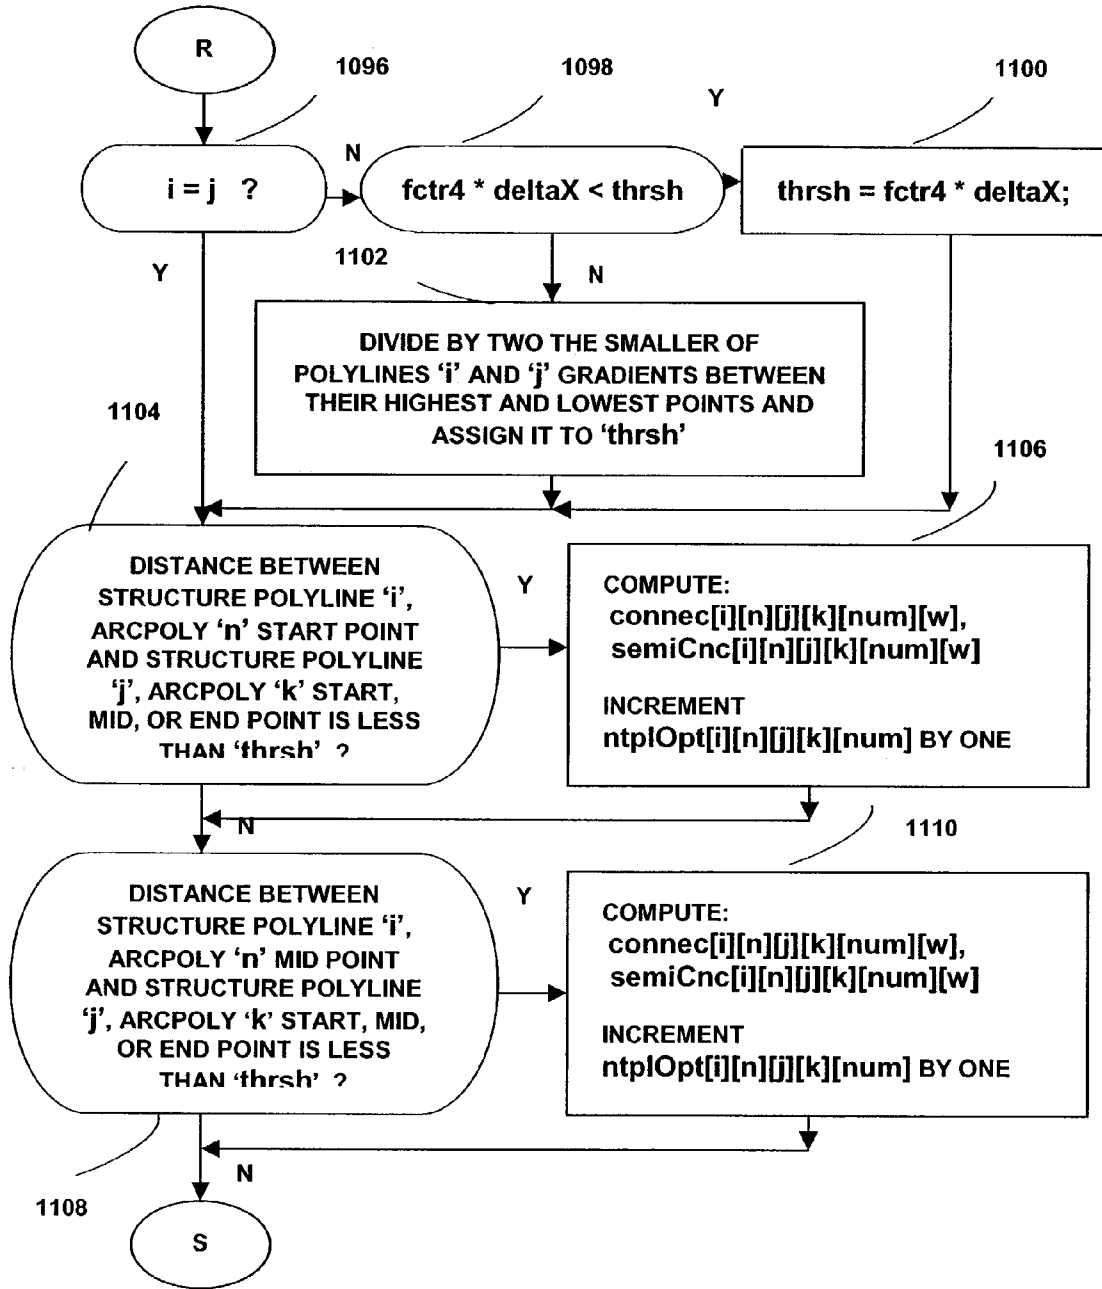 R
1096
1098
1100
Y
N
i = j ?
fctr4 * deltaX < thrsh
thrsh = fctr4 * deltaX;
1102
Y
N
DIVIDE BY TWO THE SMALLER OF
POLYLINES ‘i’ AND ‘j’ GRADIENTS BETWEEN
THEIR HIGHEST AND LOWEST POINTS AND
ASSIGN IT TO ‘thrsh’
1104
1106
DISTANCE BETWEEN
STRUCTURE POLYLINE ‘i’,
ARCPOLY ‘n’ START POINT
AND STRUCTURE POLYLINE
‘j’, ARCPOLY ‘k’ START,
MID, OR END POINT IS LESS
THAN ‘thrsh’ ?
Y
COMPUTE:
connec[i][n][j][k][num][w],
semiCnc[i][n][j][k][num][w]
INCREMENT
ntplOpt[i][n][j][k][num] BY ONE
N
1110
DISTANCE BETWEEN
STRUCTURE POLYLINE ‘i’,
ARCPOLY ‘n’ MID POINT
AND STRUCTURE POLYLINE
‘j’, ARCPOLY ‘k’ START, MID,
OR END POINT IS LESS
THAN ‘thrsh’ ?
Y
COMPUTE:
connec[i][n][j][k][num][w],
semiCnc[i][n][j][k][num][w]
INCREMENT
ntplOpt[i][n][j][k][num] BY ONE
N
1108
S